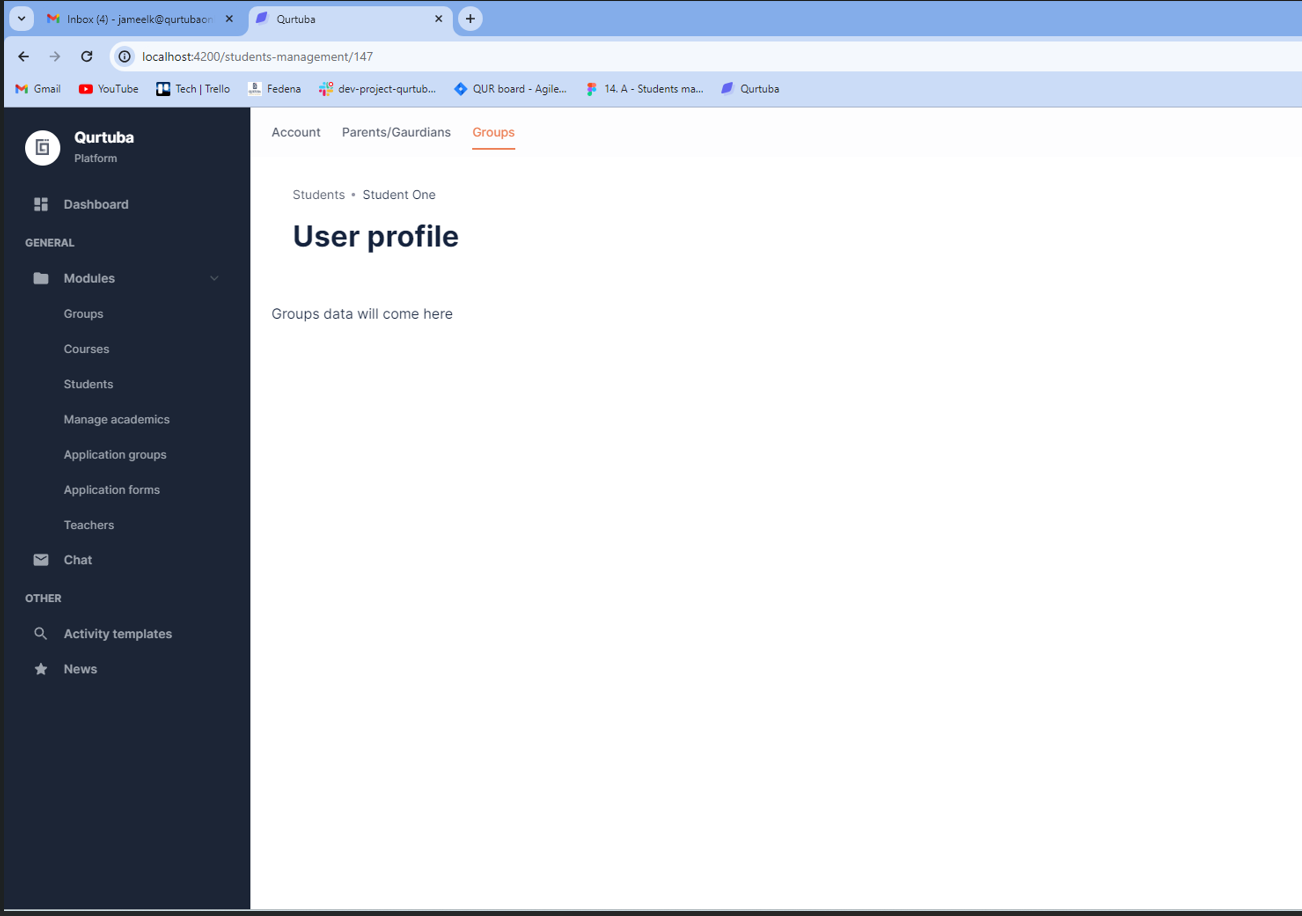 Inbox (4) - jameelk@qurtubaon
Qurtuba
localhost:4200/students-management/147
Gmail YouTube Tech | Trello Fedena dev-project-qurtub... QUR board - Agile... 14. A - Students ma... Qurtuba
Qurtuba
Platform
Dashboard
GENERAL
Modules
Groups
Courses
Students
Manage academics
Application groups
Application forms
Teachers
Chat
OTHER
Activity templates
News
Account Parents/Gaurdians Groups
Students • Student One
User profile
Groups data will come here